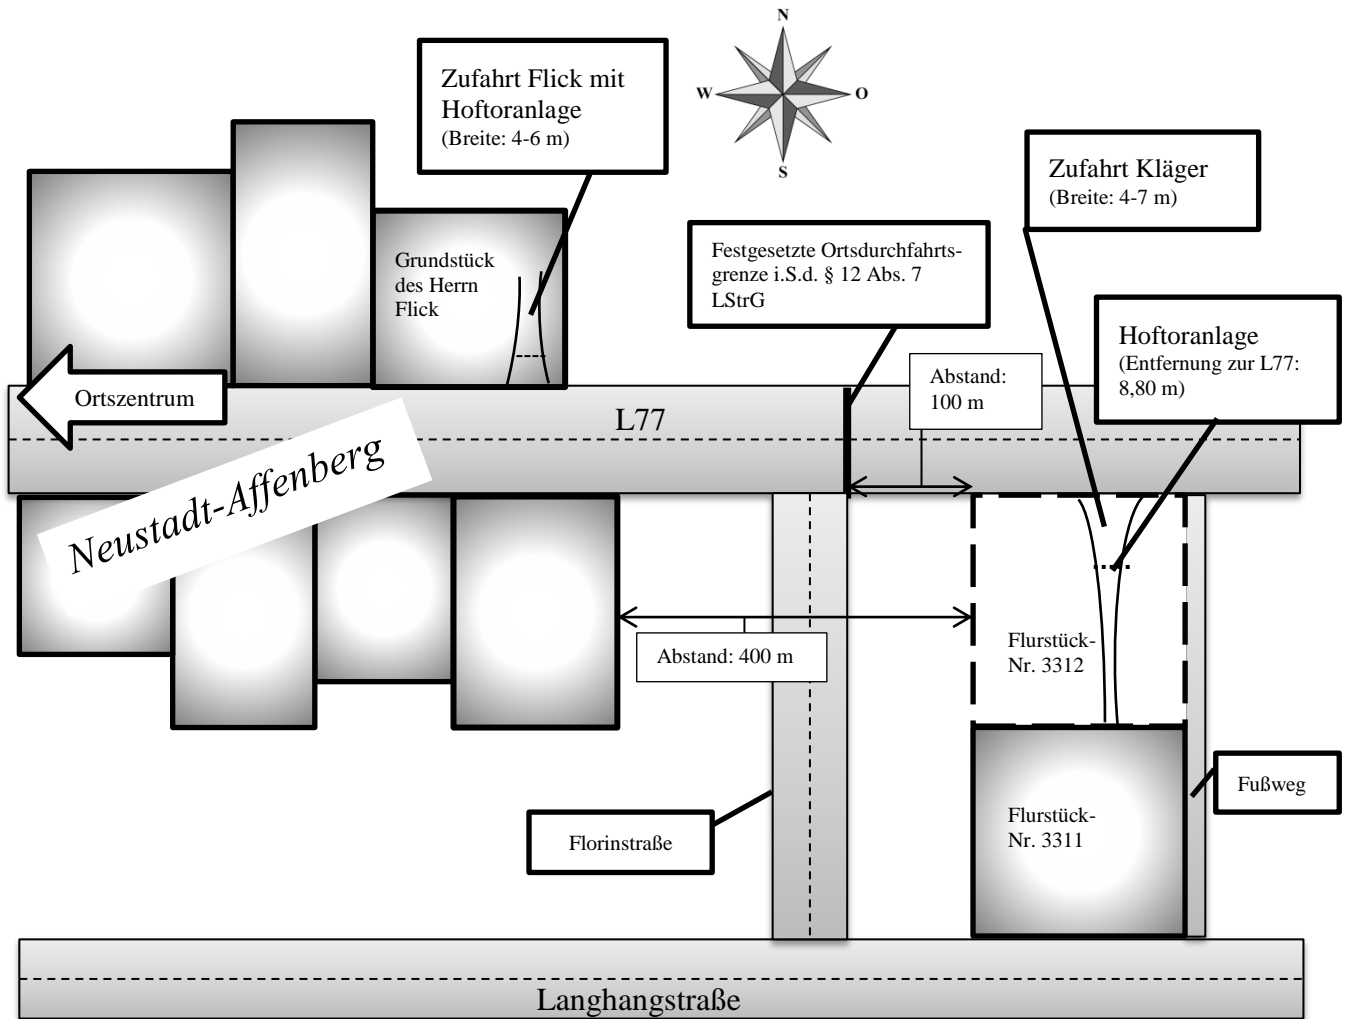 N
W
O
S
Zufahrt Flick mit
Hoftoranlage
(Breite: 4-6 m)
Zufahrt Kläger
(Breite: 4-7 m)
Festgesetzte Ortsdurchfahrts-
grenze i.S.d. § 12 Abs. 7
LStrG
Grundstück
des Herrn
Flick
Hoftoranlage
(Entfernung zur L77:
8,80 m)
Abstand:
100 m
Ortszentrum
L77
Neustadt-Affenberg
Abstand: 400 m
Flurstück-
Nr. 3312
Fußweg
Flurstück-
Nr. 3311
Florinstraße
Langhangstraße